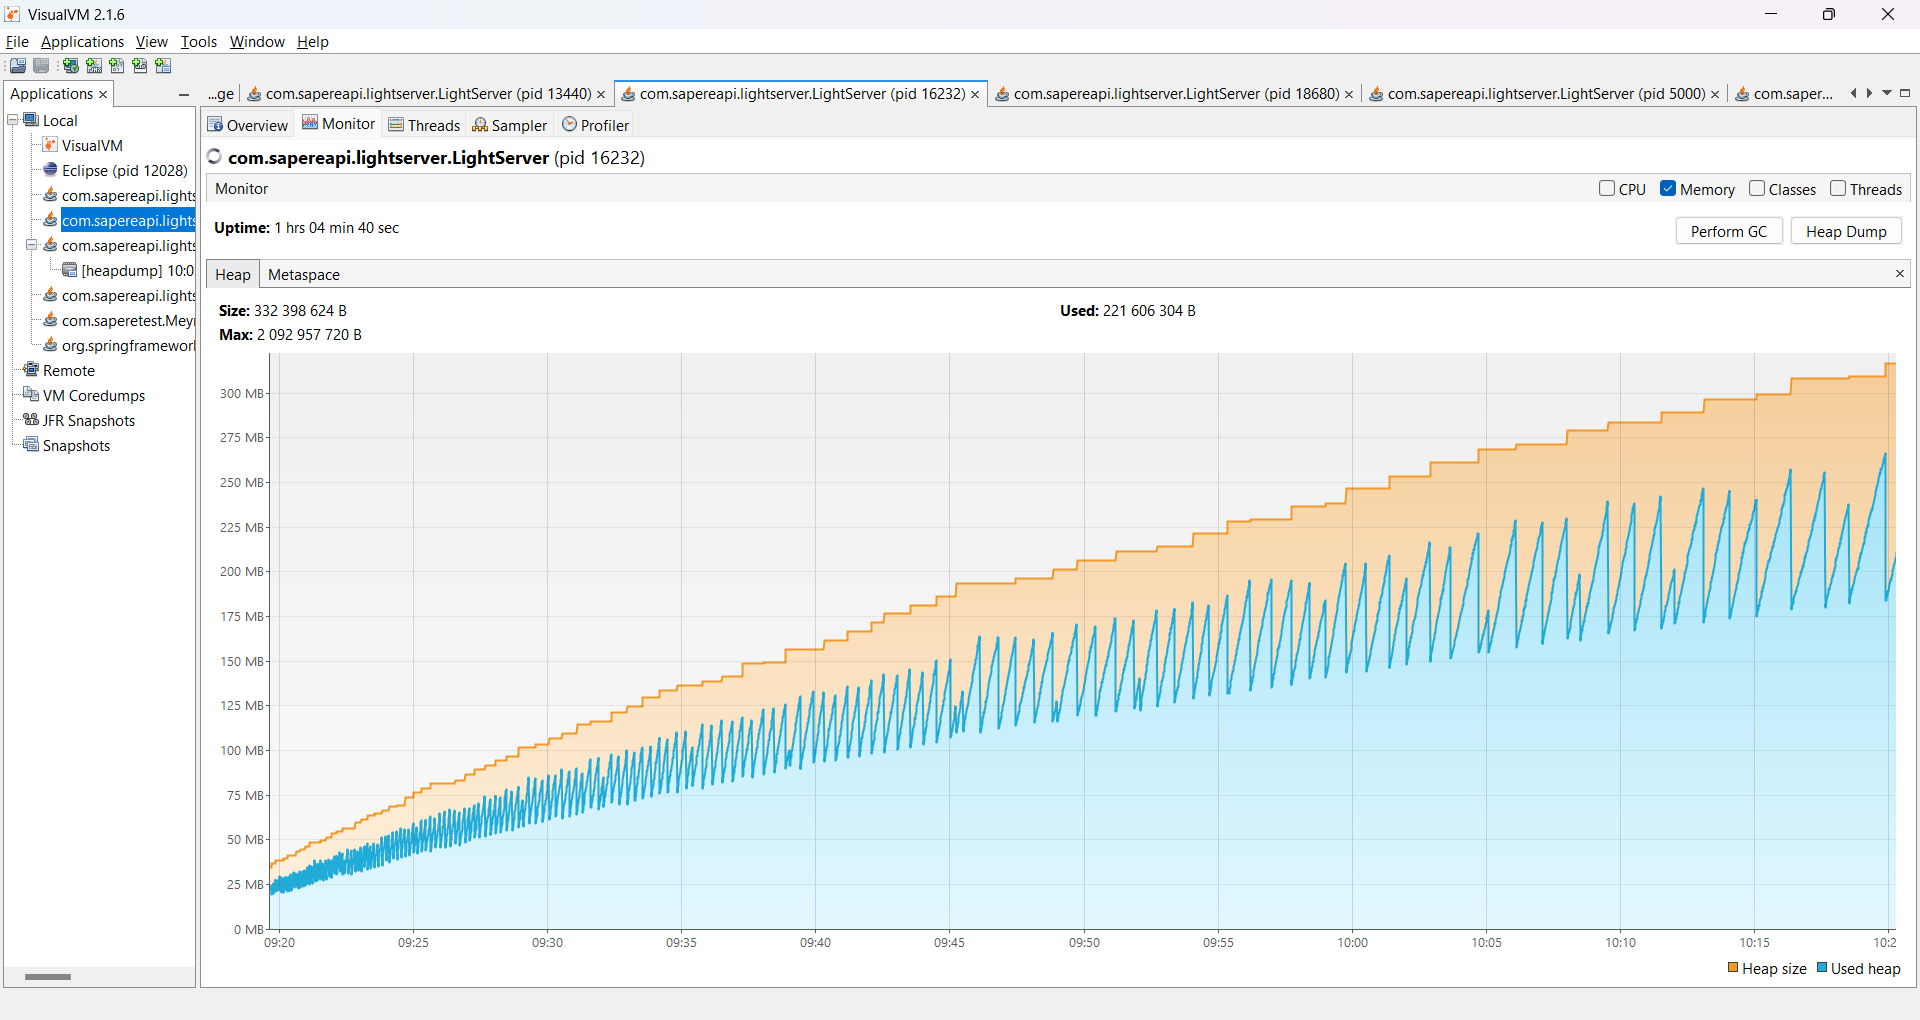 VisualVM 2.1.6
File Applications View Tools Window Help
Applications
...ge com.sapereapi.lightserver.LightServer (pid 13440) com.sapereapi.lightserver.LightServer (pid 16232) com.sapereapi.lightserver.LightServer (pid 18680) com.sapereapi.lightserver.LightServer (pid 5000) com.saper...
Local
VisualVM
Eclipse (pid 12028)
com.sapereapi.lights
com.sapereapi.lights
com.sapereapi.lights
[heapdump] 10:0
com.sapereapi.lights
com.saperetest.Mey
org.springframewor
Remote
VM Coredumps
JFR Snapshots
Snapshots
Overview Monitor Threads Sampler Profiler
com.sapereapi.lightserver.LightServer (pid 16232)
Monitor CPU Memory Classes Threads
Uptime: 1 hrs 04 min 40 sec
Perform GC Heap Dump
Heap Metaspace
Size: 332 398 624 B Used: 221 606 304 B
Max: 2 092 957 720 B
300 MB
275 MB
250 MB
225 MB
200 MB
175 MB
150 MB
125 MB
100 MB
75 MB
50 MB
25 MB
0 MB
09:20 09:25 09:30 09:35 09:40 09:45 09:50 09:55 10:00 10:05 10:10 10:15 10:2
Heap size Used heap